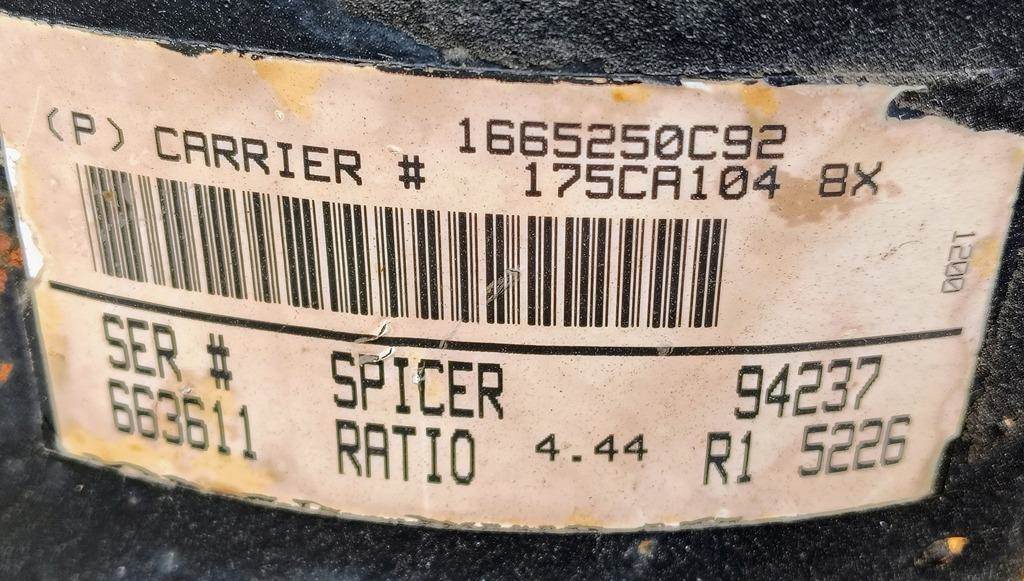 (P) CARRIER # 1665250C92
175CA104 8X
1200
SER # SPICER 94237
663611 RATIO 4.44 R1 5226